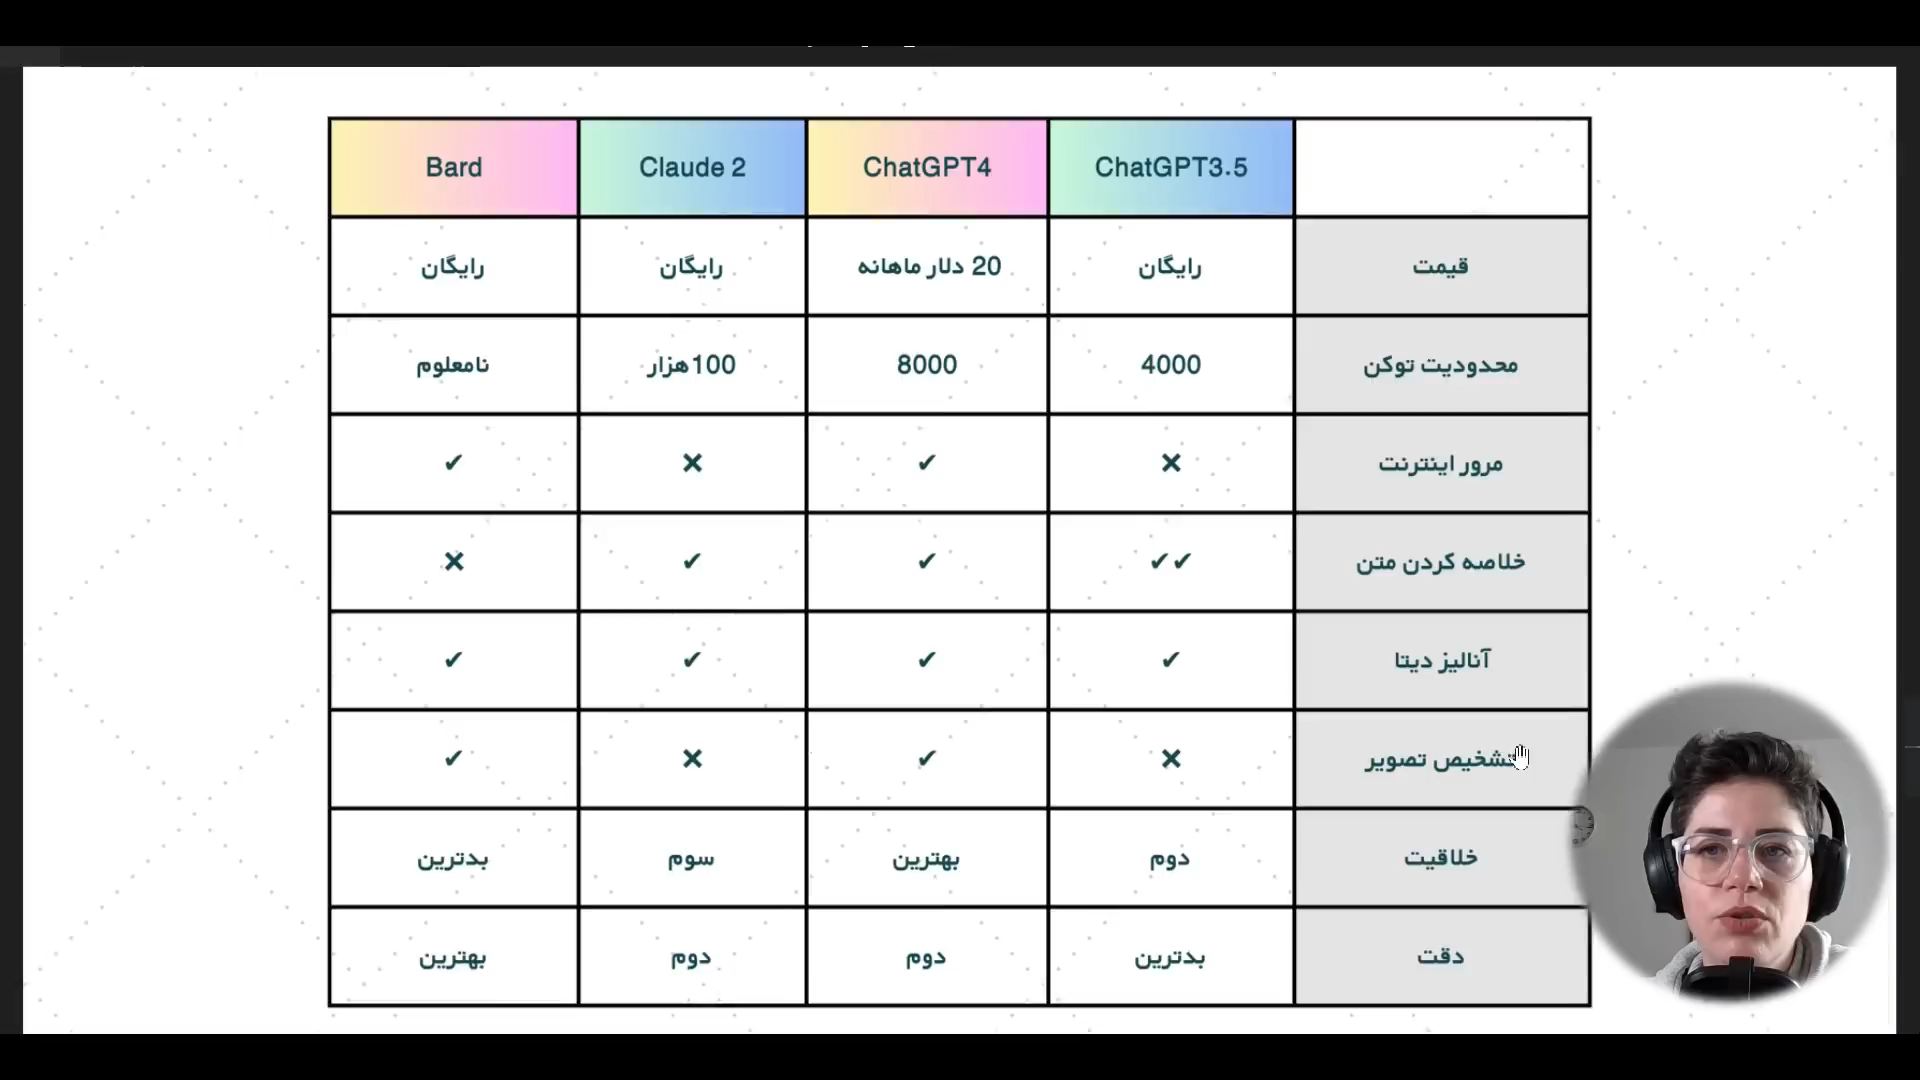 ChatGPT3.5 ChatGPT4 Claude 2 Bard
قیمت رایگان 20 دلار ماهانه رایگان رایگان
محدودیت توکن 4000 8000 100هزار نامعلوم
مرور اینترنت ✖ ✔ ✖ ✔
خلاصه کردن متن ✔✔ ✔ ✔ ✖
آنالیز دیتا ✔ ✔ ✔ ✔
تشخیص تصویر ✖ ✔ ✖ ✔
خلاقیت دوم بهترین سوم بدترین
دقت بدترین دوم دوم بهترین